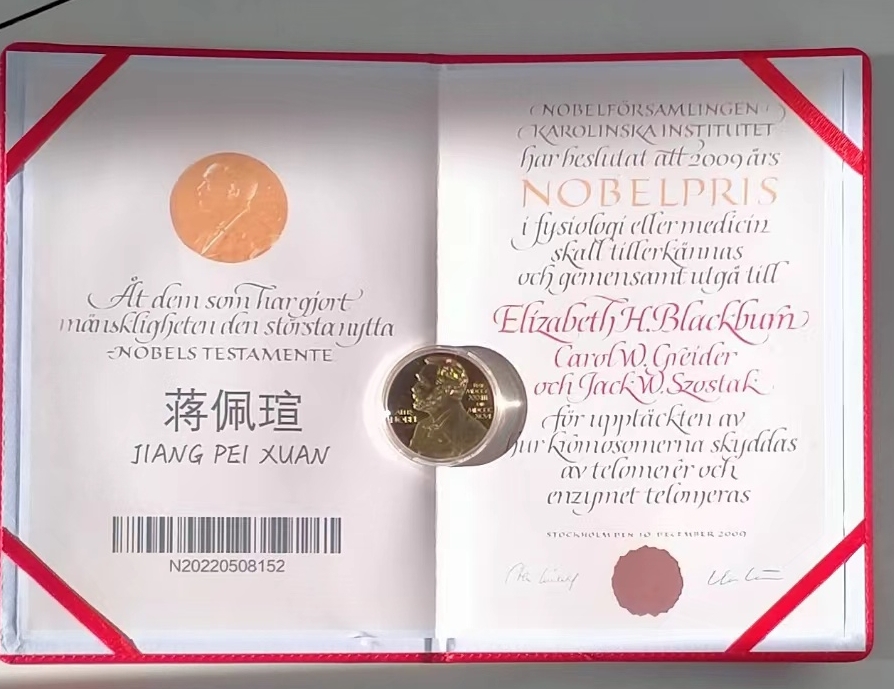 Åt dem som har gjort
mänskligheten den största nytta
-NOBELS TESTAMENTE
蒋佩瑄
JIANG PEI XUAN
N20220508152
NOBELFÖRSAMLINGEN
KAROLINSKA INSTITUTET
har beslutat att 2009 års
NOBELPRIS
i fysiologi eller medicin
skall tillerkännas
och gemensamt utgå till
Elizabeth H. Blackburn
Carol W. Greider
och Jack W. Szostak
för upptäckten av
hur kromosomerna skyddas
av telomerer och
enzymet telomeras
STOCKHOLM DEN 10 DECEMBER 2009